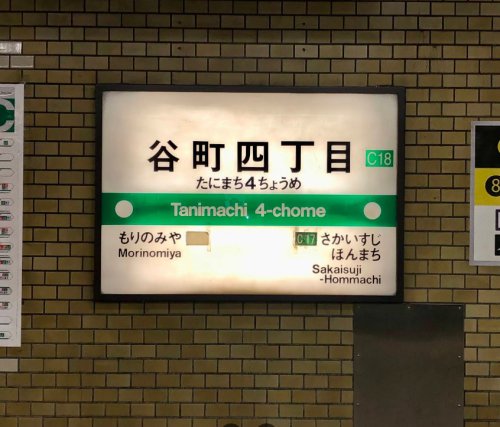 谷町四丁目 C18
たにまち4ちょうめ
Tanimachi 4-chome
もりのみや
Morinomiya
C17 さかいすじ
ほんまち
Sakaisuji
-Hommachi
C
8